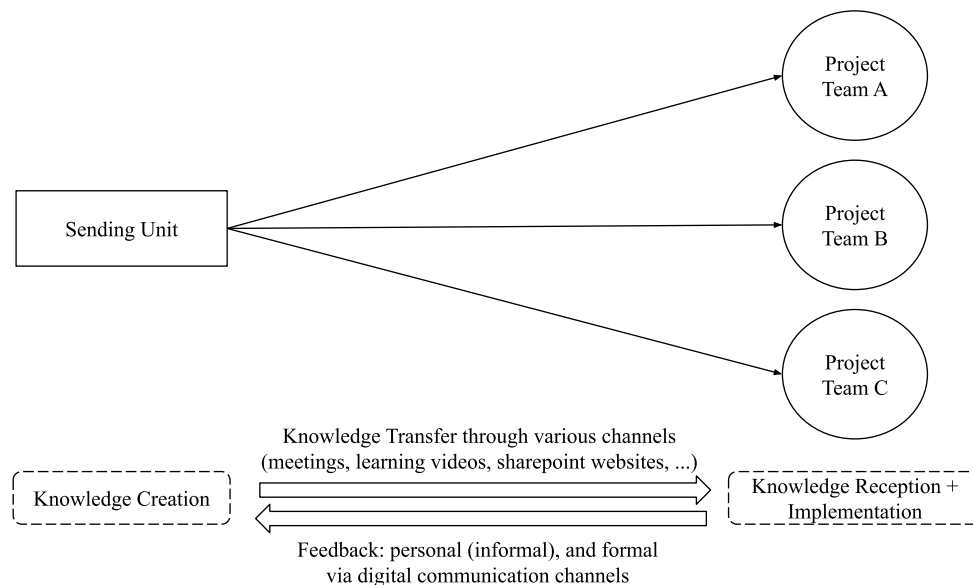 Project
Team A
Sending Unit
Project
Team B
Project
Team C
Knowledge Transfer through various channels
(meetings, learning videos, sharepoint websites, ...)
Knowledge Creation
Knowledge Reception +
Implementation
Feedback: personal (informal), and formal
via digital communication channels